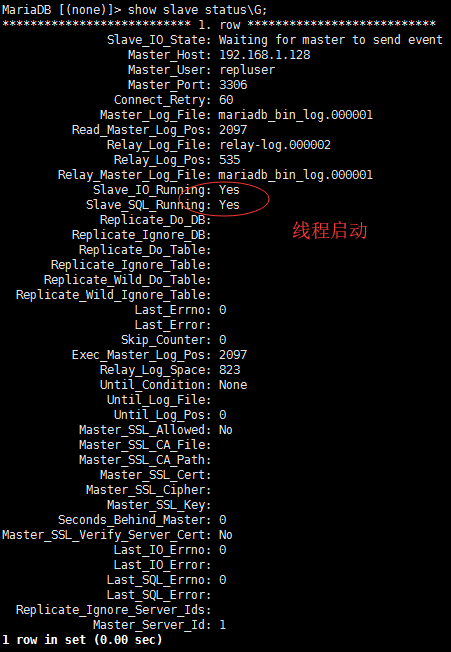 MariaDB [(none)]> show slave status\G;
*************************** 1. row ***************************
Slave_IO_State: Waiting for master to send event
Master_Host: 192.168.1.128
Master_User: repluser
Master_Port: 3306
Connect_Retry: 60
Master_Log_File: mariadb_bin_log.000001
Read_Master_Log_Pos: 2097
Relay_Log_File: relay-log.000002
Relay_Log_Pos: 535
Relay_Master_Log_File: mariadb_bin_log.000001
Slave_IO_Running: Yes
Slave_SQL_Running: Yes
Replicate_Do_DB:
线程启动
Replicate_Ignore_DB:
Replicate_Do_Table:
Replicate_Ignore_Table:
Replicate_Wild_Do_Table:
Replicate_Wild_Ignore_Table:
Last_Errno: 0
Last_Error:
Skip_Counter: 0
Exec_Master_Log_Pos: 2097
Relay_Log_Space: 823
Until_Condition: None
Until_Log_File:
Until_Log_Pos: 0
Master_SSL_Allowed: No
Master_SSL_CA_File:
Master_SSL_CA_Path:
Master_SSL_Cert:
Master_SSL_Cipher:
Master_SSL_Key:
Seconds_Behind_Master: 0
Master_SSL_Verify_Server_Cert: No
Last_IO_Errno: 0
Last_IO_Error:
Last_SQL_Errno: 0
Last_SQL_Error:
Replicate_Ignore_Server_Ids:
Master_Server_Id: 1
1 row in set (0.00 sec)